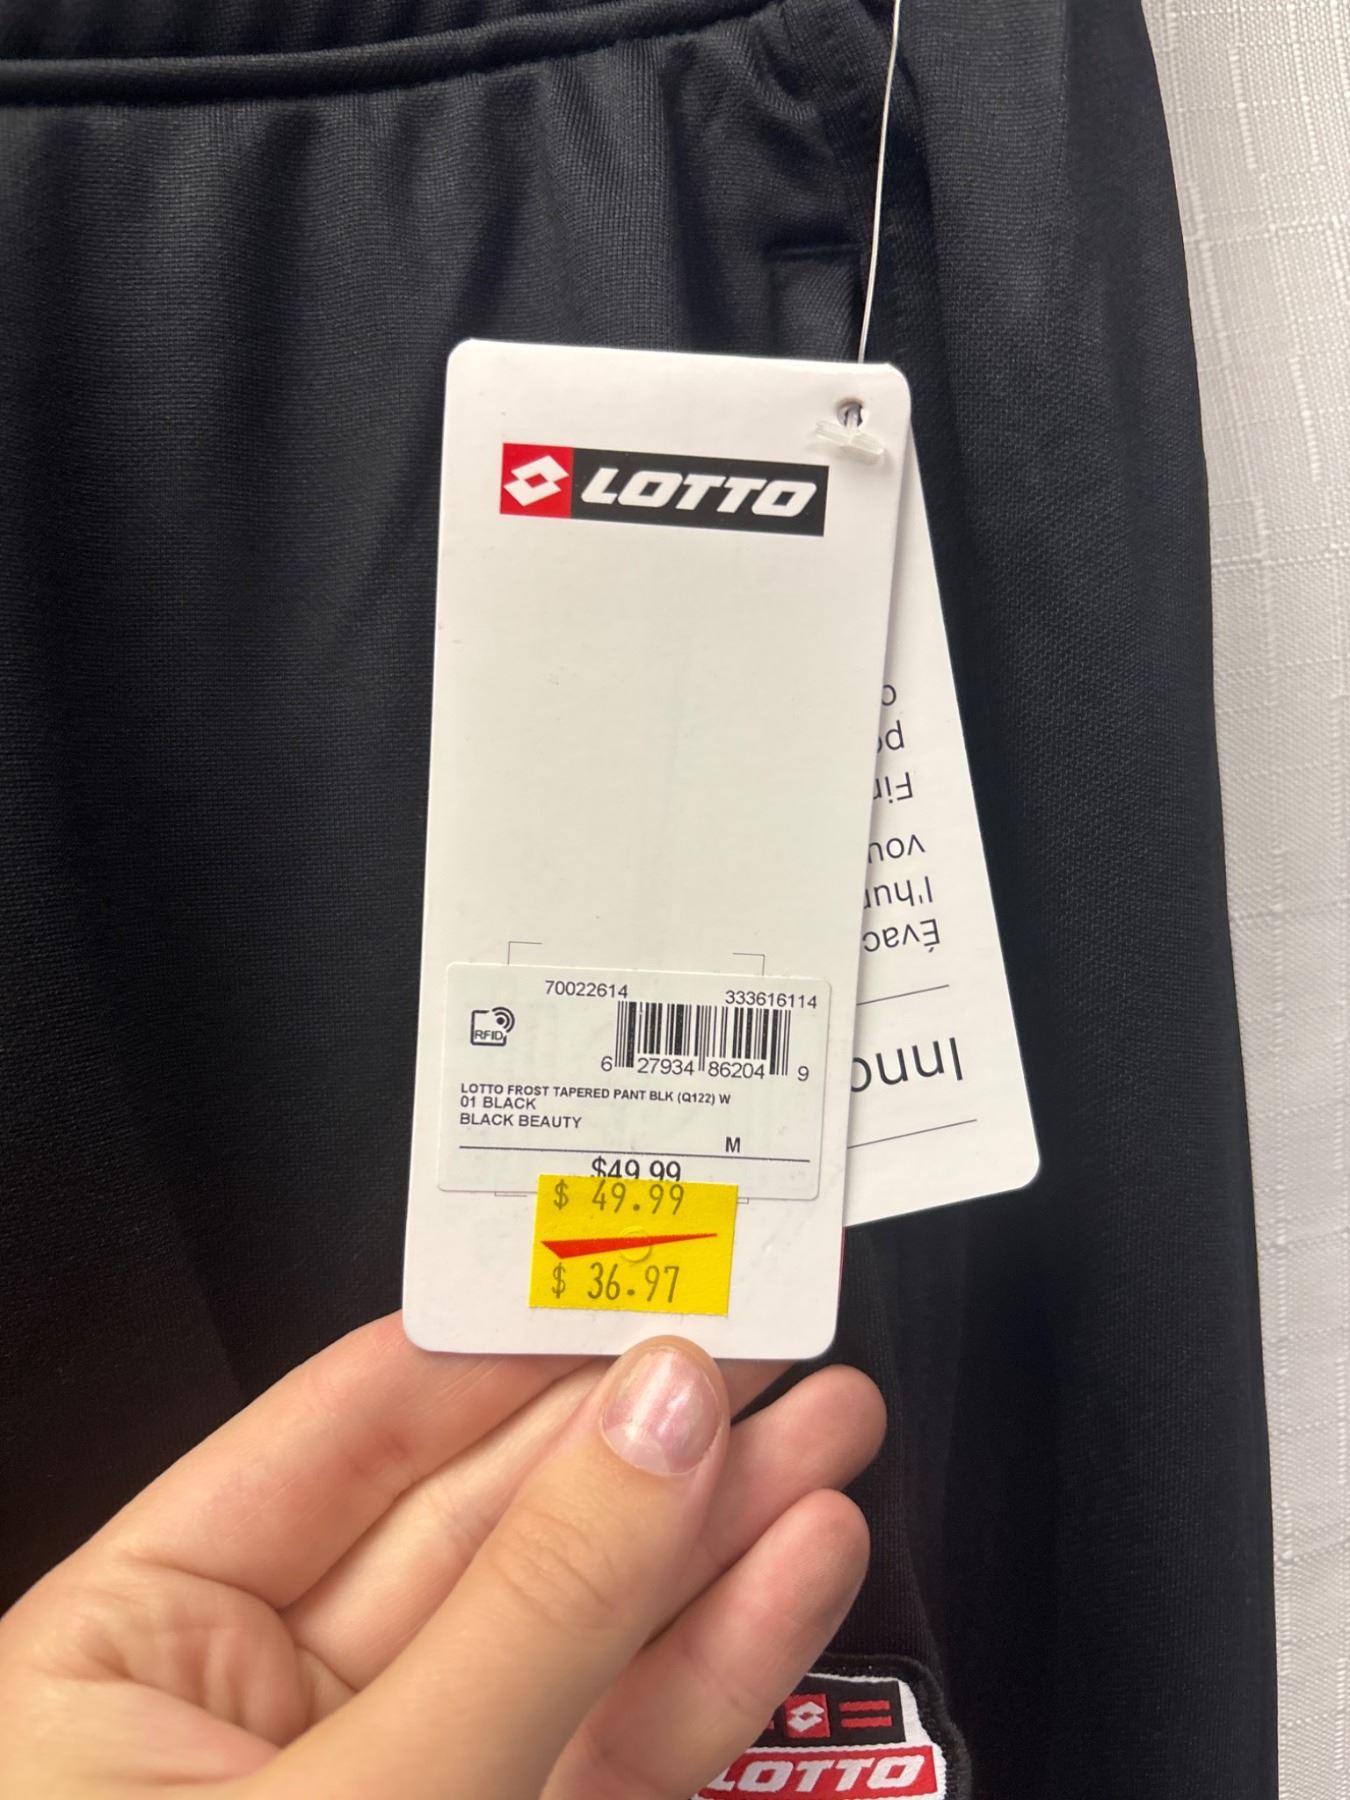 LOTTO
70022614 333616114
RFID
6 27934 86204 9
LOTTO FROST TAPERED PANT BLK (Q122) W
01 BLACK
BLACK BEAUTY
M
$49.99
$ 49.99
$ 36.97
Inno
Évac
l'hum
vou
Fin
po
c
LOTTO